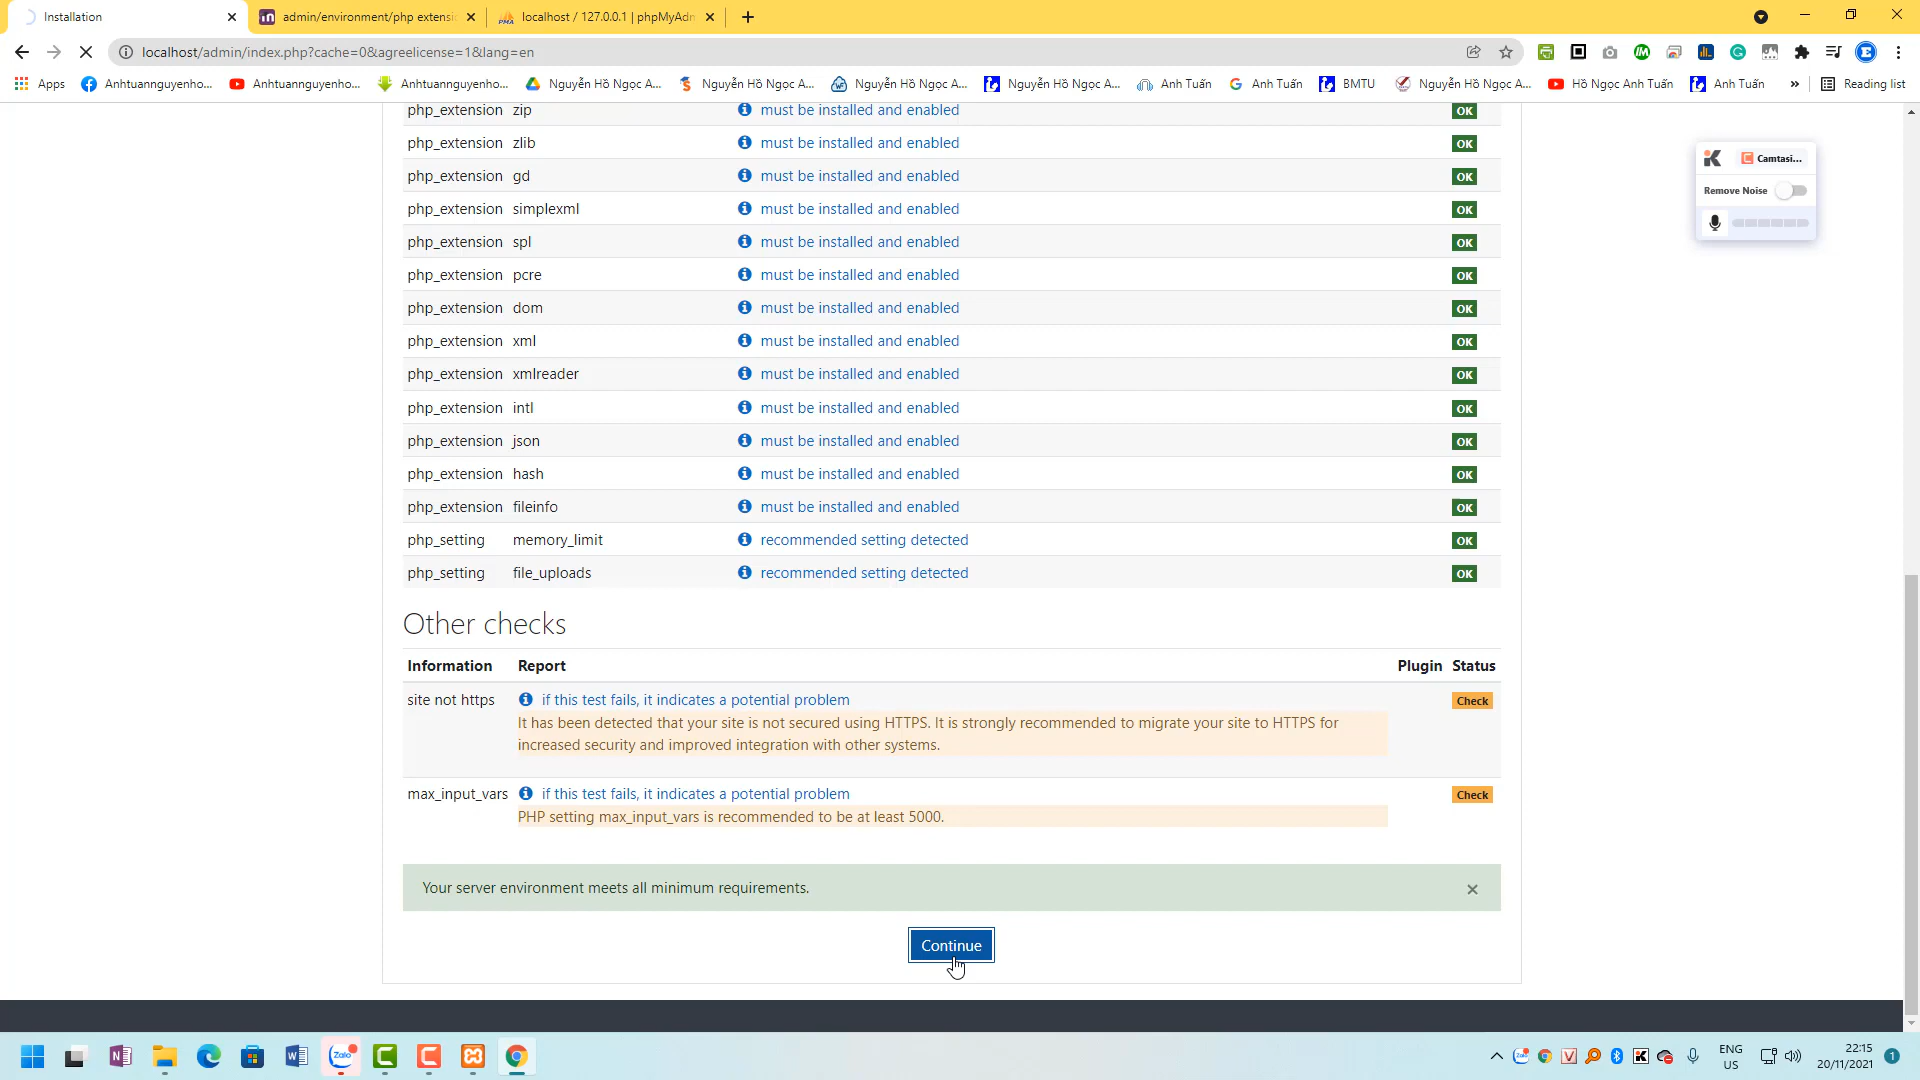 Installation
admin/environment/php extensi
localhost / 127.0.0.1 | phpMyAdm
localhost/admin/index.php?cache=0&agreelicense=1&lang=en
Apps
Anhtuannguyenho...
Anhtuannguyenho...
Anhtuannguyenho...
Nguyễn Hồ Ngọc A...
Nguyễn Hồ Ngọc A...
Nguyễn Hồ Ngọc A...
Nguyễn Hồ Ngọc A...
Anh Tuấn
Anh Tuấn
BMTU
Nguyễn Hồ Ngọc A...
Hồ Ngọc Anh Tuấn
Anh Tuấn
»
Reading list
php_extension zip must be installed and enabled OK
php_extension zlib must be installed and enabled OK
php_extension gd must be installed and enabled OK
php_extension simplexml must be installed and enabled OK
php_extension spl must be installed and enabled OK
php_extension pcre must be installed and enabled OK
php_extension dom must be installed and enabled OK
php_extension xml must be installed and enabled OK
php_extension xmlreader must be installed and enabled OK
php_extension intl must be installed and enabled OK
php_extension json must be installed and enabled OK
php_extension hash must be installed and enabled OK
php_extension fileinfo must be installed and enabled OK
php_setting memory_limit recommended setting detected OK
php_setting file_uploads recommended setting detected OK
Camtasi...
Remove Noise
Other checks
Information Report Plugin Status
site not https if this test fails, it indicates a potential problem Check
It has been detected that your site is not secured using HTTPS. It is strongly recommended to migrate your site to HTTPS for
increased security and improved integration with other systems.
max_input_vars if this test fails, it indicates a potential problem Check
PHP setting max_input_vars is recommended to be at least 5000.
Your server environment meets all minimum requirements.
Continue
Zalo
ENG
US
22:15
20/11/2021
1